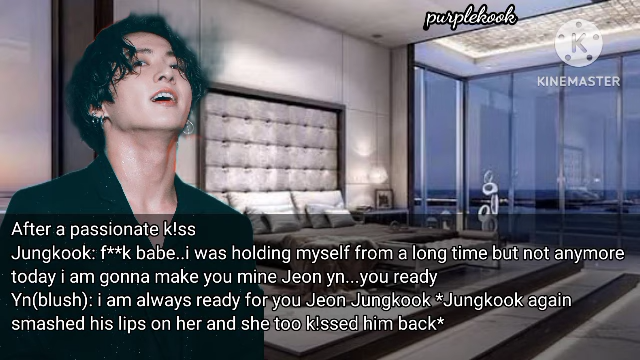 purplekook
KINEMASTER
After a passionate k!ss
Jungkook: f**k babe..i was holding myself from a long time but not anymore
today i am gonna make you mine Jeon yn...you ready
Yn(blush): i am always ready for you Jeon Jungkook *Jungkook again
smashed his lips on her and she too k!ssed him back*